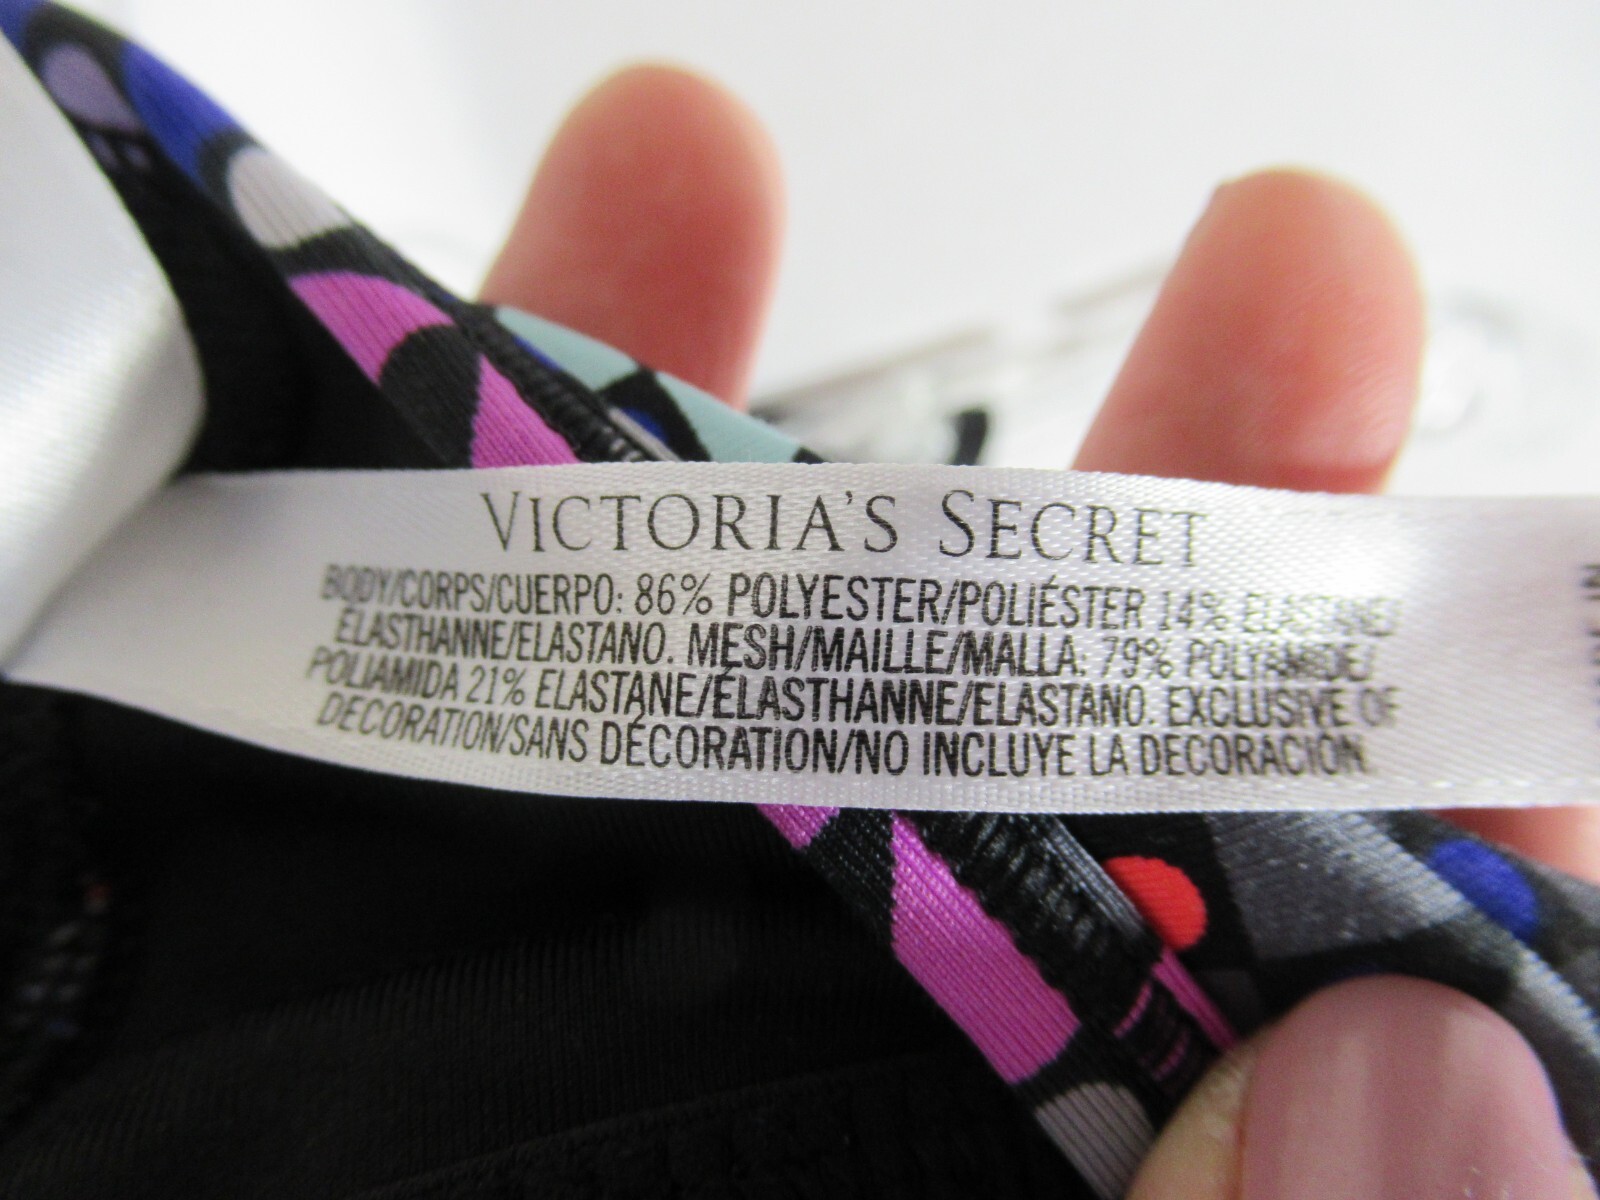 VICTORIA'S SECRET
BODY/CORPS/CUERPO: 86% POLYESTER/POLIÉSTER 14% ELASTANE/
ÉLASTHANNE/ELASTANO. MESH/MAILLE/MALLA: 79% POLYAMIDE/
POLIAMIDA 21% ELASTANE/ÉLASTHANNE/ELASTANO. EXCLUSIVE OF
DECORATION/SANS DÉCORATION/NO INCLUYE LA DECORACIÓN.